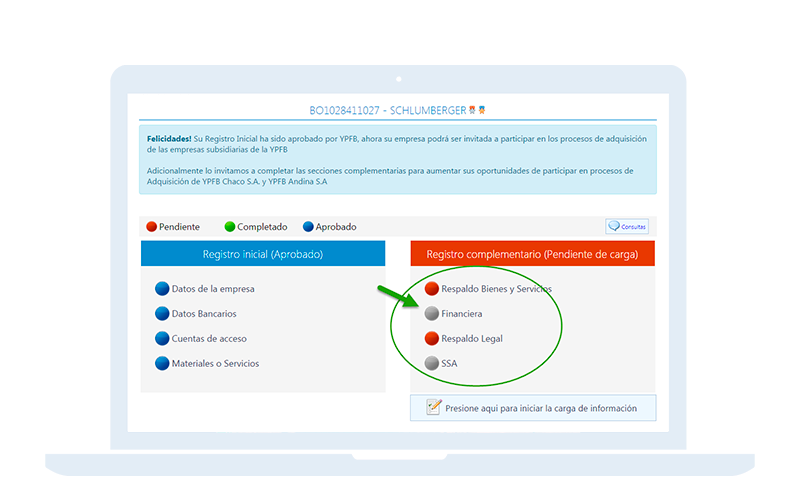 BO1028411027 - SCHLUMBERGER
Felicidades! Su Registro Inicial ha sido aprobado por YPFB, ahora su empresa podrá ser invitada a participar en los procesos de adquisición
de las empresas subsidiarias de la YPFB
Adicionalmente lo invitamos a completar las secciones complementarias para aumentar sus oportunidades de participar en procesos de
Adquisición de YPFB Chaco S.A. y YPFB Andina S.A
Pendiente Completado Aprobado Consultas
Registro inicial (Aprobado)
Datos de la empresa
Datos Bancarios
Cuentas de acceso
Materiales o Servicios
Registro complementario (Pendiente de carga)
Respaldo Bienes y Servicios
Financiera
Respaldo Legal
SSA
Presione aqui para iniciar la carga de información